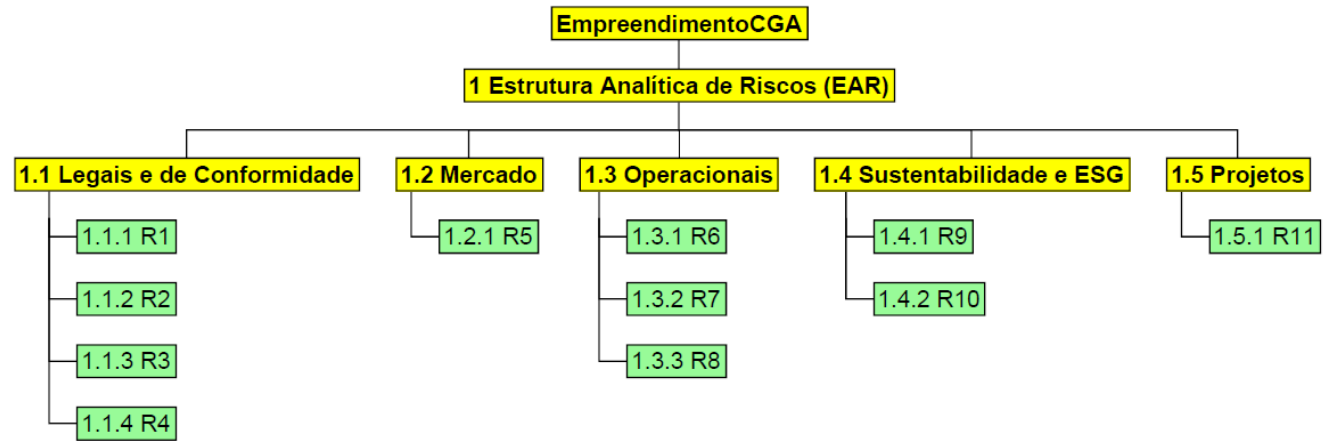 EmpreendimentoCGA
1 Estrutura Analítica de Riscos (EAR)
1.1 Legais e de Conformidade
1.2 Mercado
1.3 Operacionais
1.4 Sustentabilidade e ESG
1.5 Projetos
1.1.1 R1
1.2.1 R5
1.3.1 R6
1.4.1 R9
1.5.1 R11
1.1.2 R2
1.3.2 R7
1.4.2 R10
1.1.3 R3
1.3.3 R8
1.1.4 R4